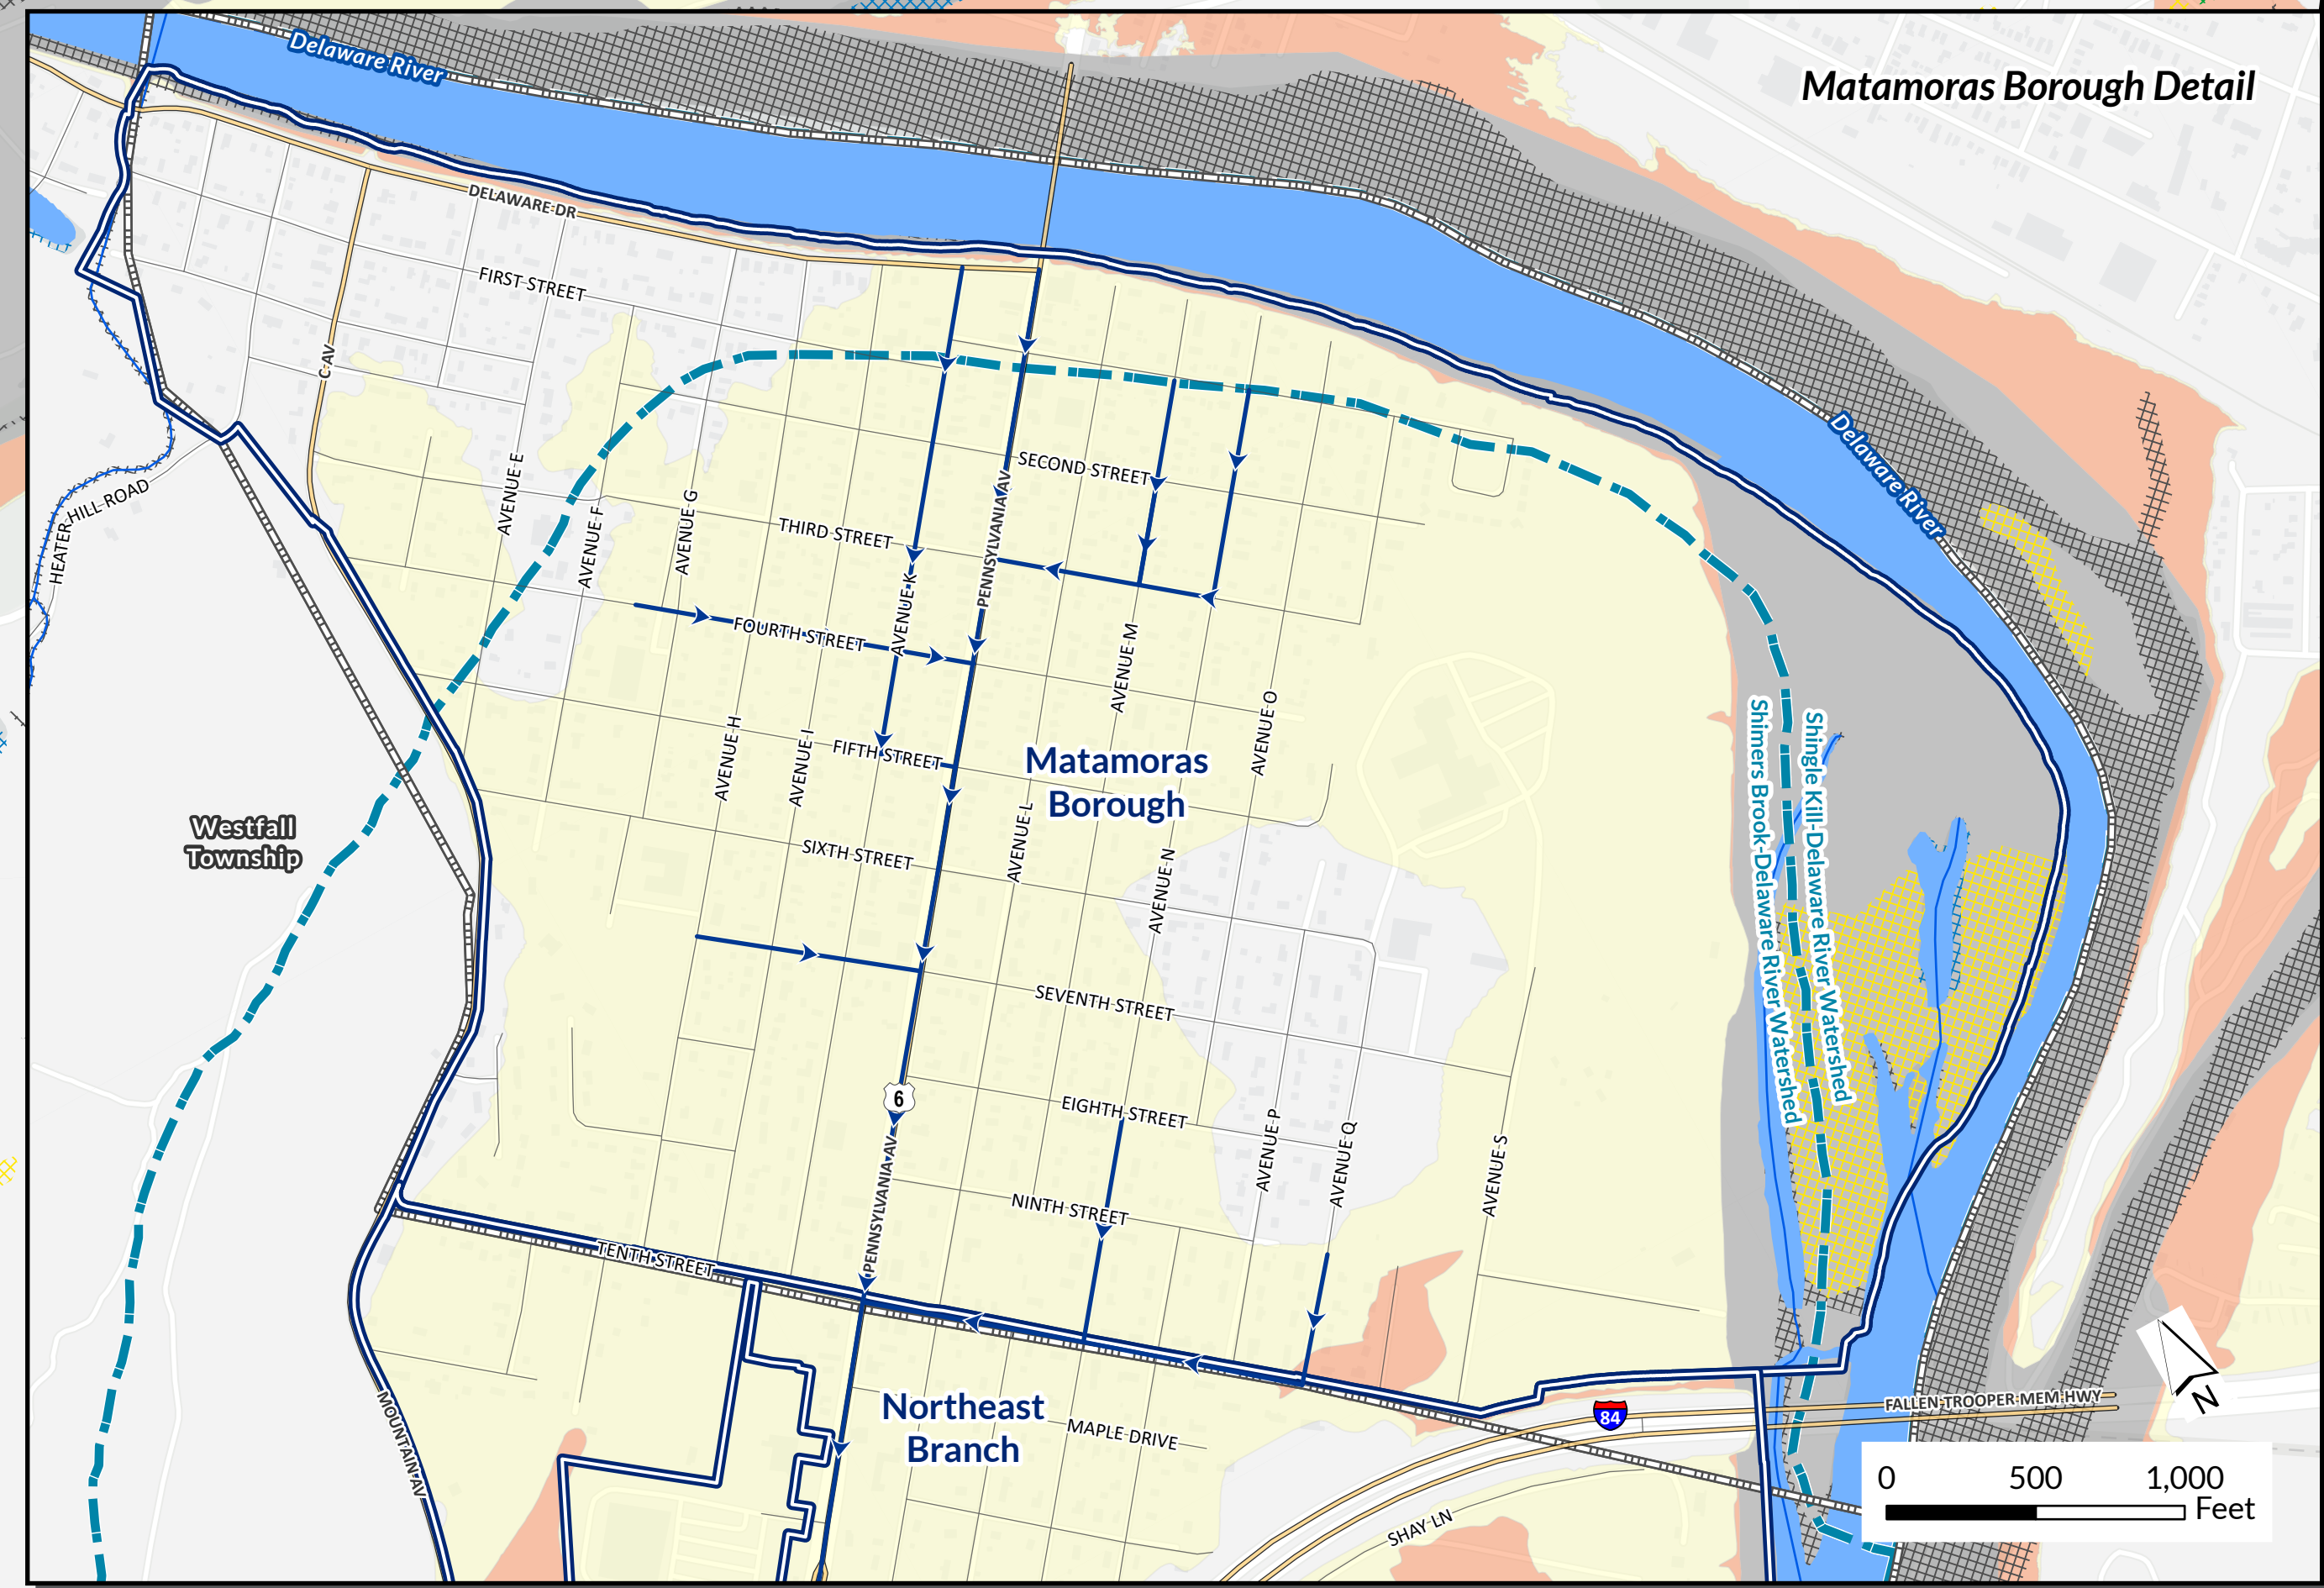 Delaware River
Matamoras Borough Detail
DELAWARE DR
FIRST STREET
C AV
SECOND STREET
PENNSYLVANIA AV
THIRD STREET
AVENUE E
AVENUE F
AVENUE G
HEATER HILL ROAD
Delaware River
AVENUE K
FOURTH STREET
AVENUE M
AVENUE O
AVENUE H
AVENUE I
FIFTH STREET
Matamoras
Borough
Shimers Brook-Delaware River Watershed
Shingle Kill-Delaware River Watershed
Westfall
Township
AVENUE L
SIXTH STREET
AVENUE N
SEVENTH STREET
6
EIGHTH STREET
AVENUE P
AVENUE Q
AVENUE S
PENNSYLVANIA AV
NINTH STREET
TENTH STREET
Northeast
Branch
MAPLE DRIVE
MOUNTAIN AV
84
FALLEN TROOPER MEM HWY
N
SHAY LN
0 500 1,000
Feet